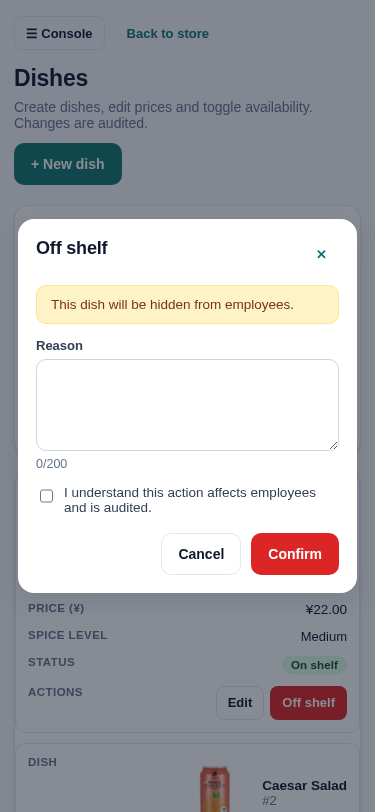 ☰ Console
Back to store
Dishes
Create dishes, edit prices and toggle availability.
Changes are audited.
+ New dish
Off shelf
×
This dish will be hidden from employees.
Reason
0/200
I understand this action affects employees
and is audited.
Cancel
Confirm
PRICE (¥)
¥22.00
SPICE LEVEL
Medium
STATUS
On shelf
ACTIONS
Edit
Off shelf
DISH
Caesar Salad
#2